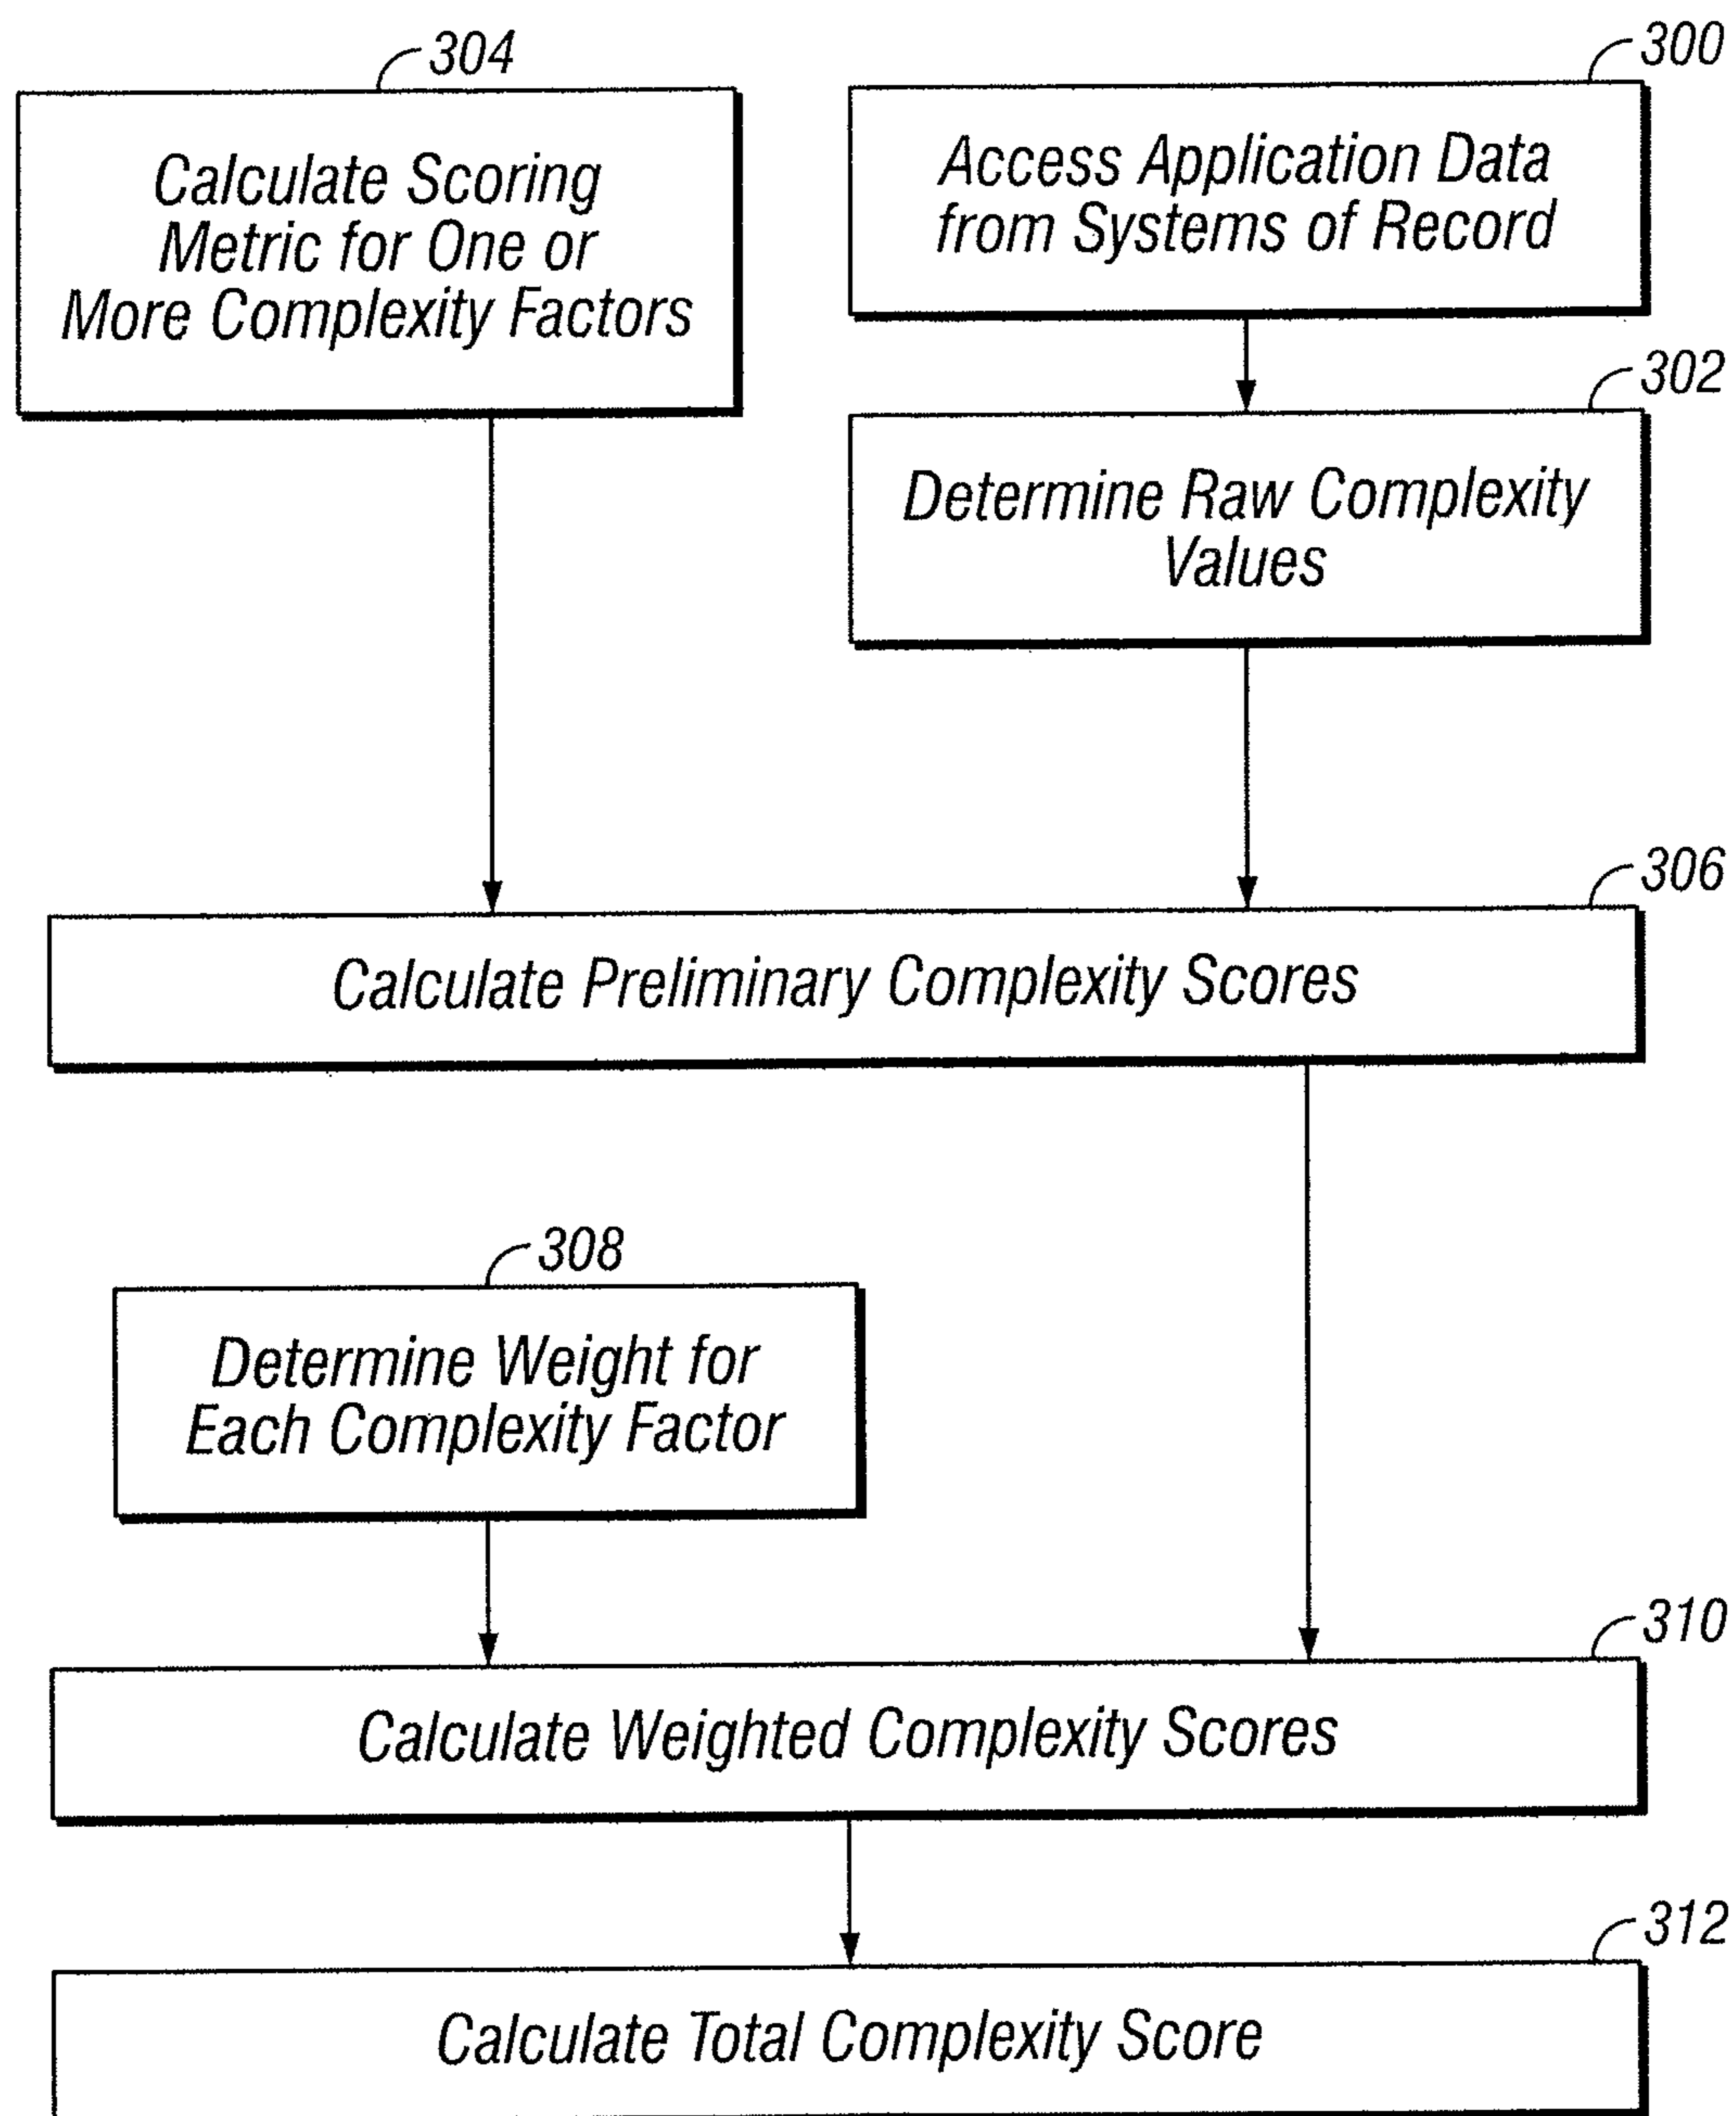 304
Calculate Scoring
Metric for One or
More Complexity Factors
300
Access Application Data
from Systems of Record
302
Determine Raw Complexity
Values
306
Calculate Preliminary Complexity Scores
308
Determine Weight for
Each Complexity Factor
310
Calculate Weighted Complexity Scores
312
Calculate Total Complexity Score